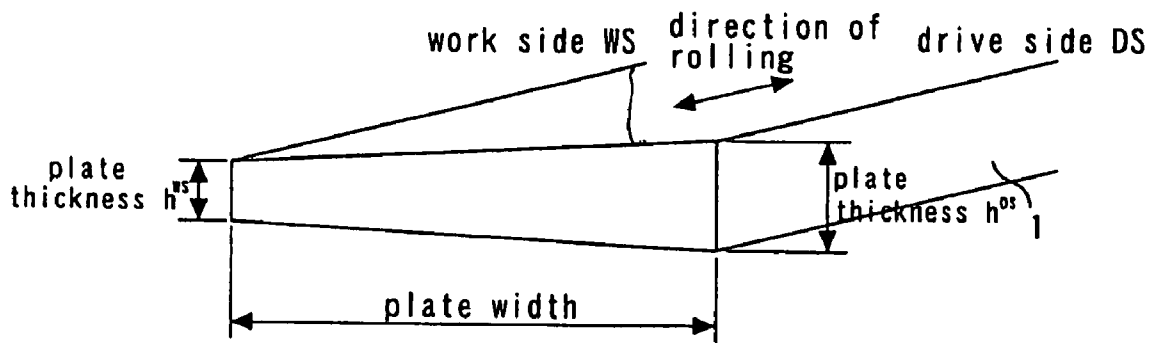 work side WS
direction of
rolling
drive side DS
plate
thickness h^WS
plate
thickness h^DS
1
plate width